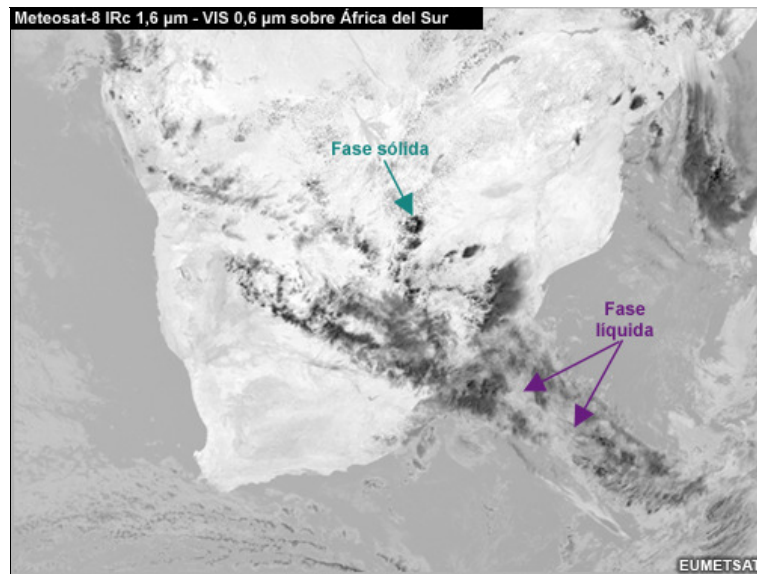 Meteosat-8 IRc 1,6 µm - VIS 0,6 µm sobre África del Sur
Fase sólida
Fase
líquida
EUMETSAT